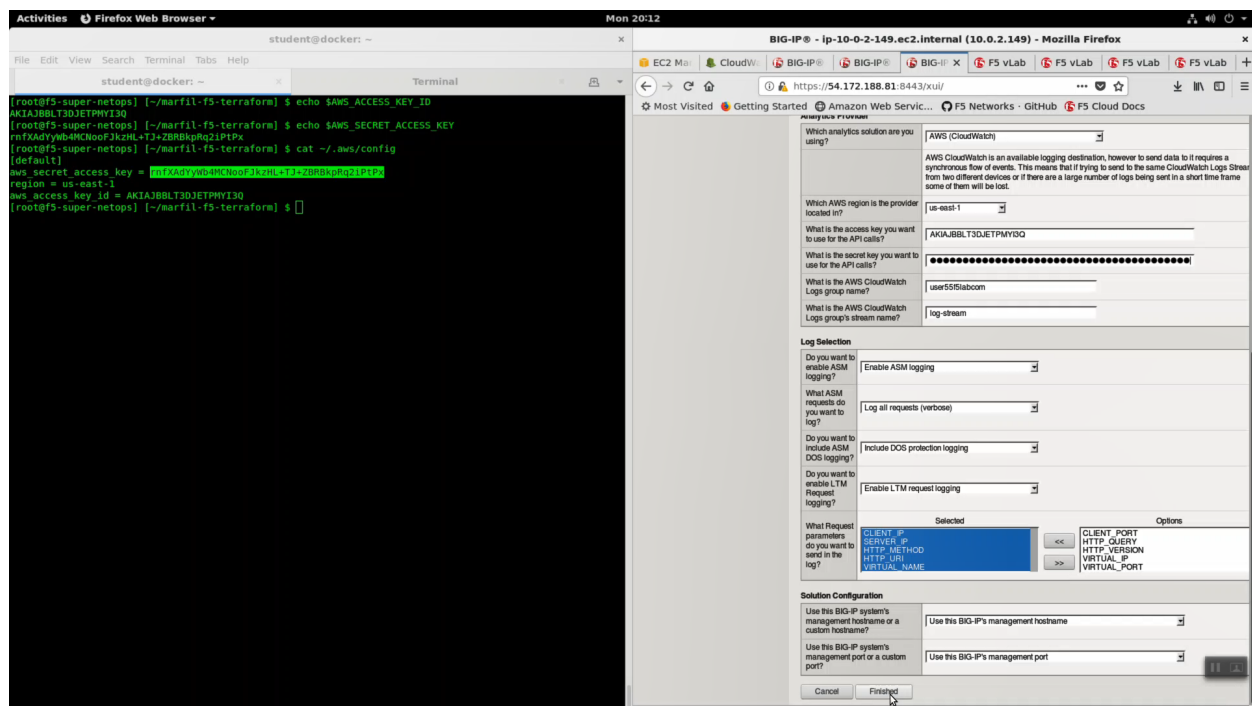 Activities Firefox Web Browser Mon 20:12
student@docker: ~
File Edit View Search Terminal Tabs Help
student@docker: ~ Terminal
[root@f5-super-netops] [~/marfil-f5-terraform] $ echo $AWS_ACCESS_KEY_ID
AKIAJBBLT3DJETPMYI3Q
[root@f5-super-netops] [~/marfil-f5-terraform] $ echo $AWS_SECRET_ACCESS_KEY
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
[root@f5-super-netops] [~/marfil-f5-terraform] $ cat ~/.aws/config
[default]
aws_secret_access_key = rnfXAdYyWb4MCNooFJkzHL+TJ+ZBRBkpRq2iPtPx
region = us-east-1
aws_access_key_id = AKIAJBBLT3DJETPMYI3Q
[root@f5-super-netops] [~/marfil-f5-terraform] $
BIG-IP® - ip-10-0-2-149.ec2.internal (10.0.2.149) - Mozilla Firefox
EC2 Ma CloudW BIG-IP® BIG-IP® BIG-IP F5 vLab F5 vLab F5 vLab F5 vLab
https://54.172.188.81:8443/xui/
Most Visited Getting Started Amazon Web Servic... F5 Networks · GitHub F5 Cloud Docs
Analytics Provider
Which analytics solution are you
using?
AWS (CloudWatch)
AWS CloudWatch is an available logging destination, however to send data to it requires a
synchronous flow of events. This means that if trying to send to the same CloudWatch Logs Strea
from two different devices or if there are a large number of logs being sent in a short time frame
some of them will be lost.
Which AWS region is the provider
located in?
us-east-1
What is the access key you want
to use for the API calls?
AKIAJBBLT3DJETPMYI3Q
What is the secret key you want to
use for the API calls?
What is the AWS CloudWatch
Logs group name?
user55f5labcom
What is the AWS CloudWatch
Logs group's stream name?
log-stream
Log Selection
Do you want to
enable ASM
logging?
Enable ASM logging
What ASM
requests do
you want to
log?
Log all requests (verbose)
Do you want to
include ASM
DOS logging?
Include DOS protection logging
Do you want to
enable LTM
Request
logging?
Enable LTM request logging
What Request
parameters
do you want to
send in the
log?
Selected
CLIENT_IP
SERVER_IP
HTTP_METHOD
HTTP_URI
VIRTUAL_NAME
<<
>>
Options
CLIENT_PORT
HTTP_QUERY
HTTP_VERSION
VIRTUAL_IP
VIRTUAL_PORT
Solution Configuration
Use this BIG-IP system's
management hostname or a
custom hostname?
Use this BIG-IP's management hostname
Use this BIG-IP system's
management port or a custom
port?
Use this BIG-IP's management port
Cancel Finished